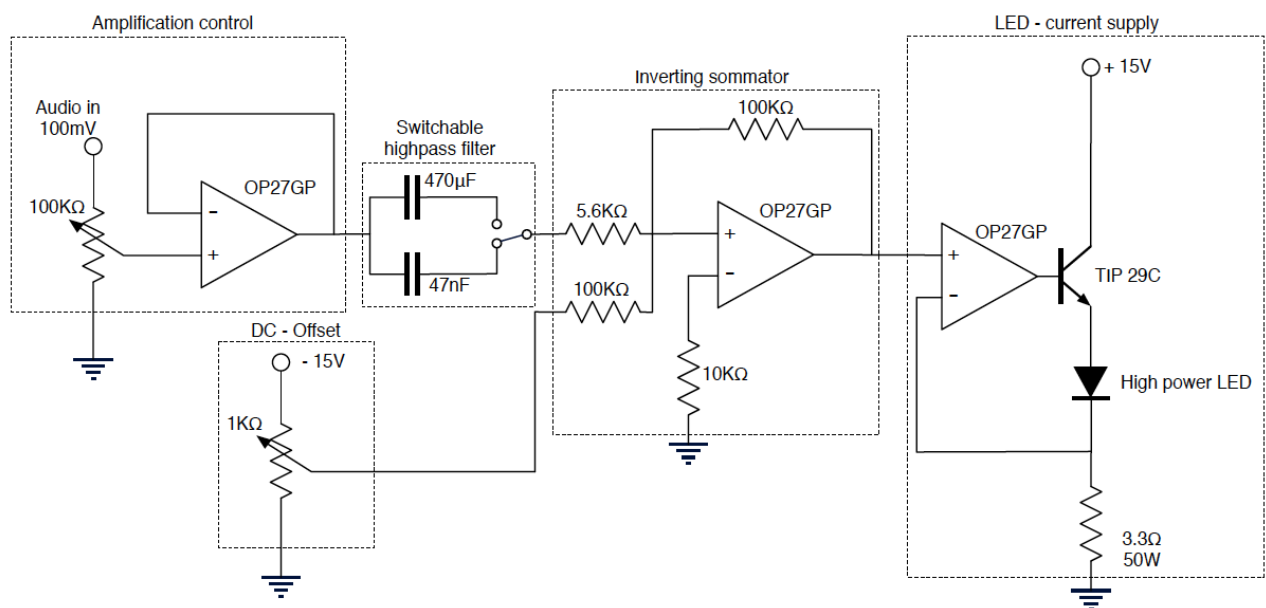 Amplification control
Audio in
100mV
100KΩ
OP27GP
-
+
Switchable
highpass filter
470µF
47nF
DC - Offset
- 15V
1KΩ
Inverting sommator
100KΩ
5.6KΩ
OP27GP
+
-
100KΩ
10KΩ
LED - current supply
+ 15V
OP27GP
+
-
TIP 29C
High power LED
3.3Ω
50W